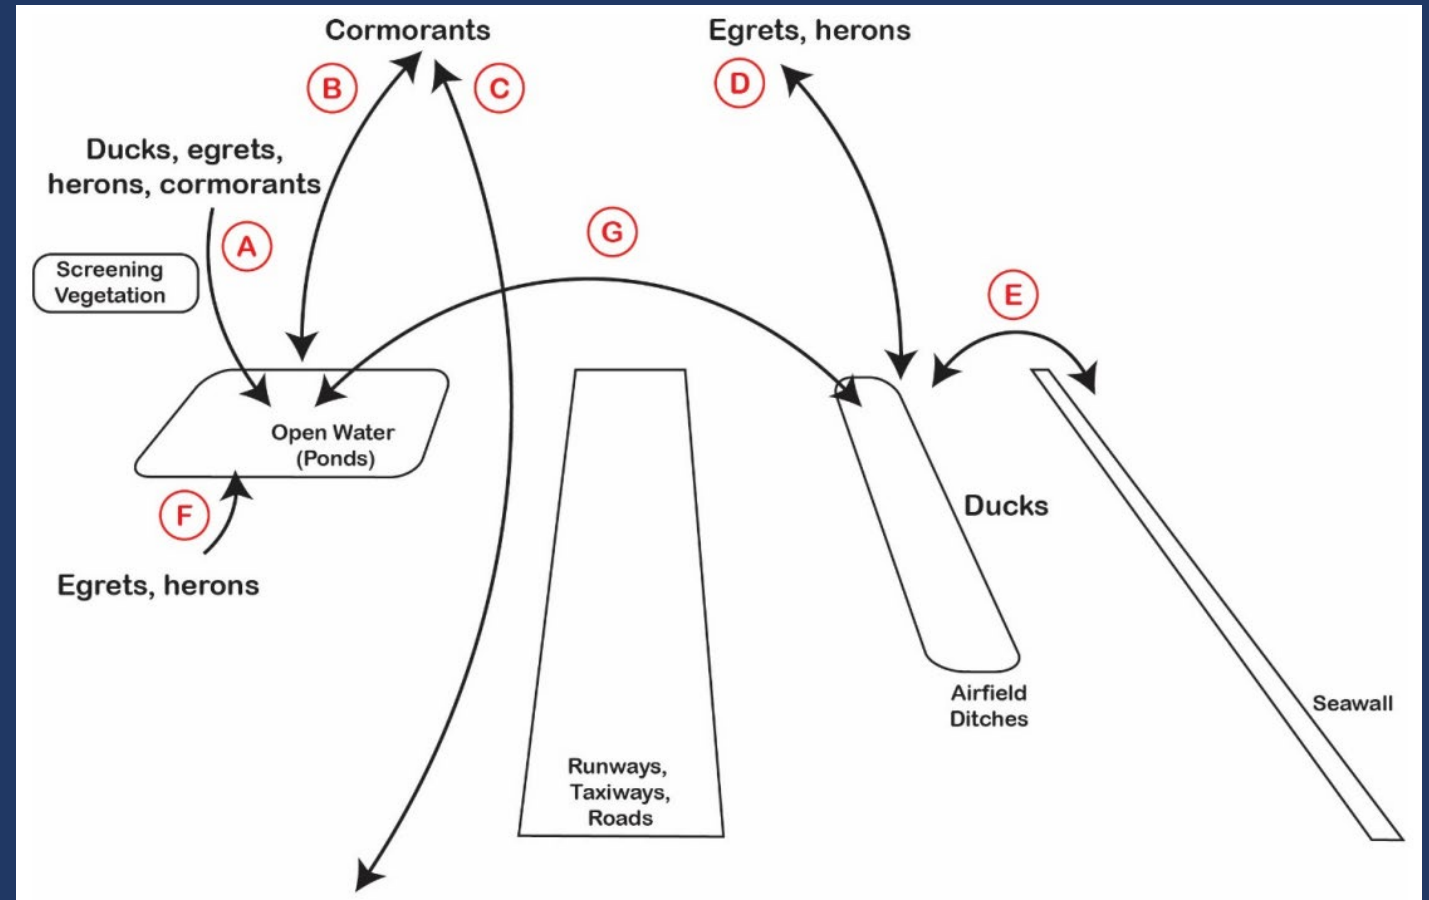 Cormorants
Egrets, herons
B
C
D
Ducks, egrets,
herons, cormorants
A
G
Screening
Vegetation
E
Open Water
(Ponds)
F
Ducks
Egrets, herons
Airfield
Ditches
Seawall
Runways,
Taxiways,
Roads